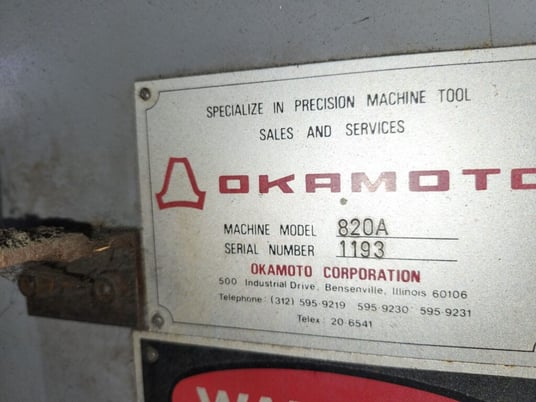 SPECIALIZE IN PRECISION MACHINE TOOL
SALES AND SERVICES
OKAMOTO
MACHINE MODEL 820A
SERIAL NUMBER 1193
OKAMOTO CORPORATION
500 Industrial Drive, Bensenville, Illinois 60106
Telephone: (312) 595-9219 595-9230 595-9231
Telex: 20-6541